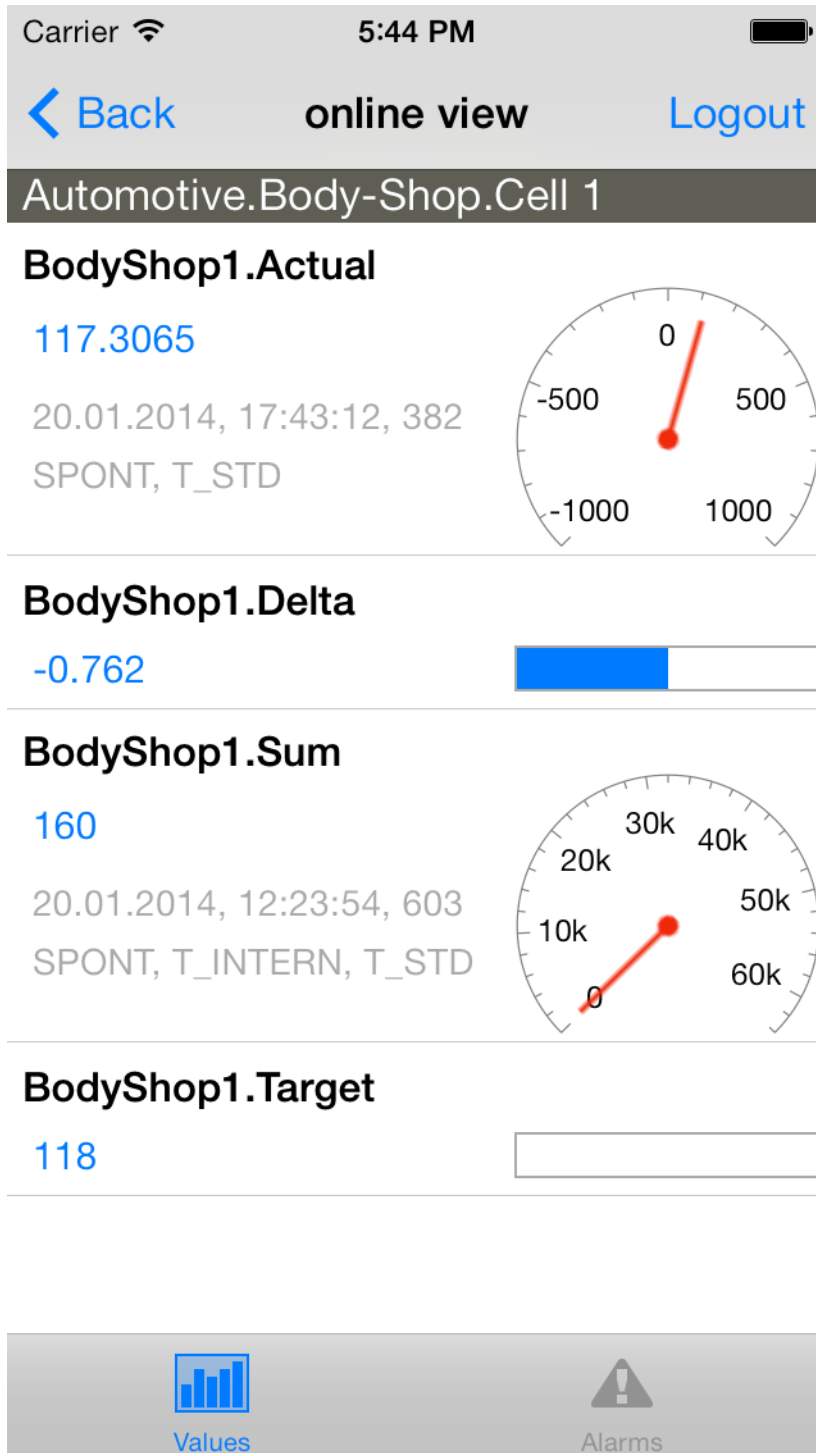 Carrier 5:44 PM
Back online view Logout
Automotive.Body-Shop.Cell 1
BodyShop1.Actual
117.3065
20.01.2014, 17:43:12, 382
SPONT, T_STD
0
-500 500
-1000 1000
BodyShop1.Delta
-0.762
BodyShop1.Sum
160
20.01.2014, 12:23:54, 603
SPONT, T_INTERN, T_STD
30k 40k
20k
50k
10k
60k
0
BodyShop1.Target
118
Values Alarms